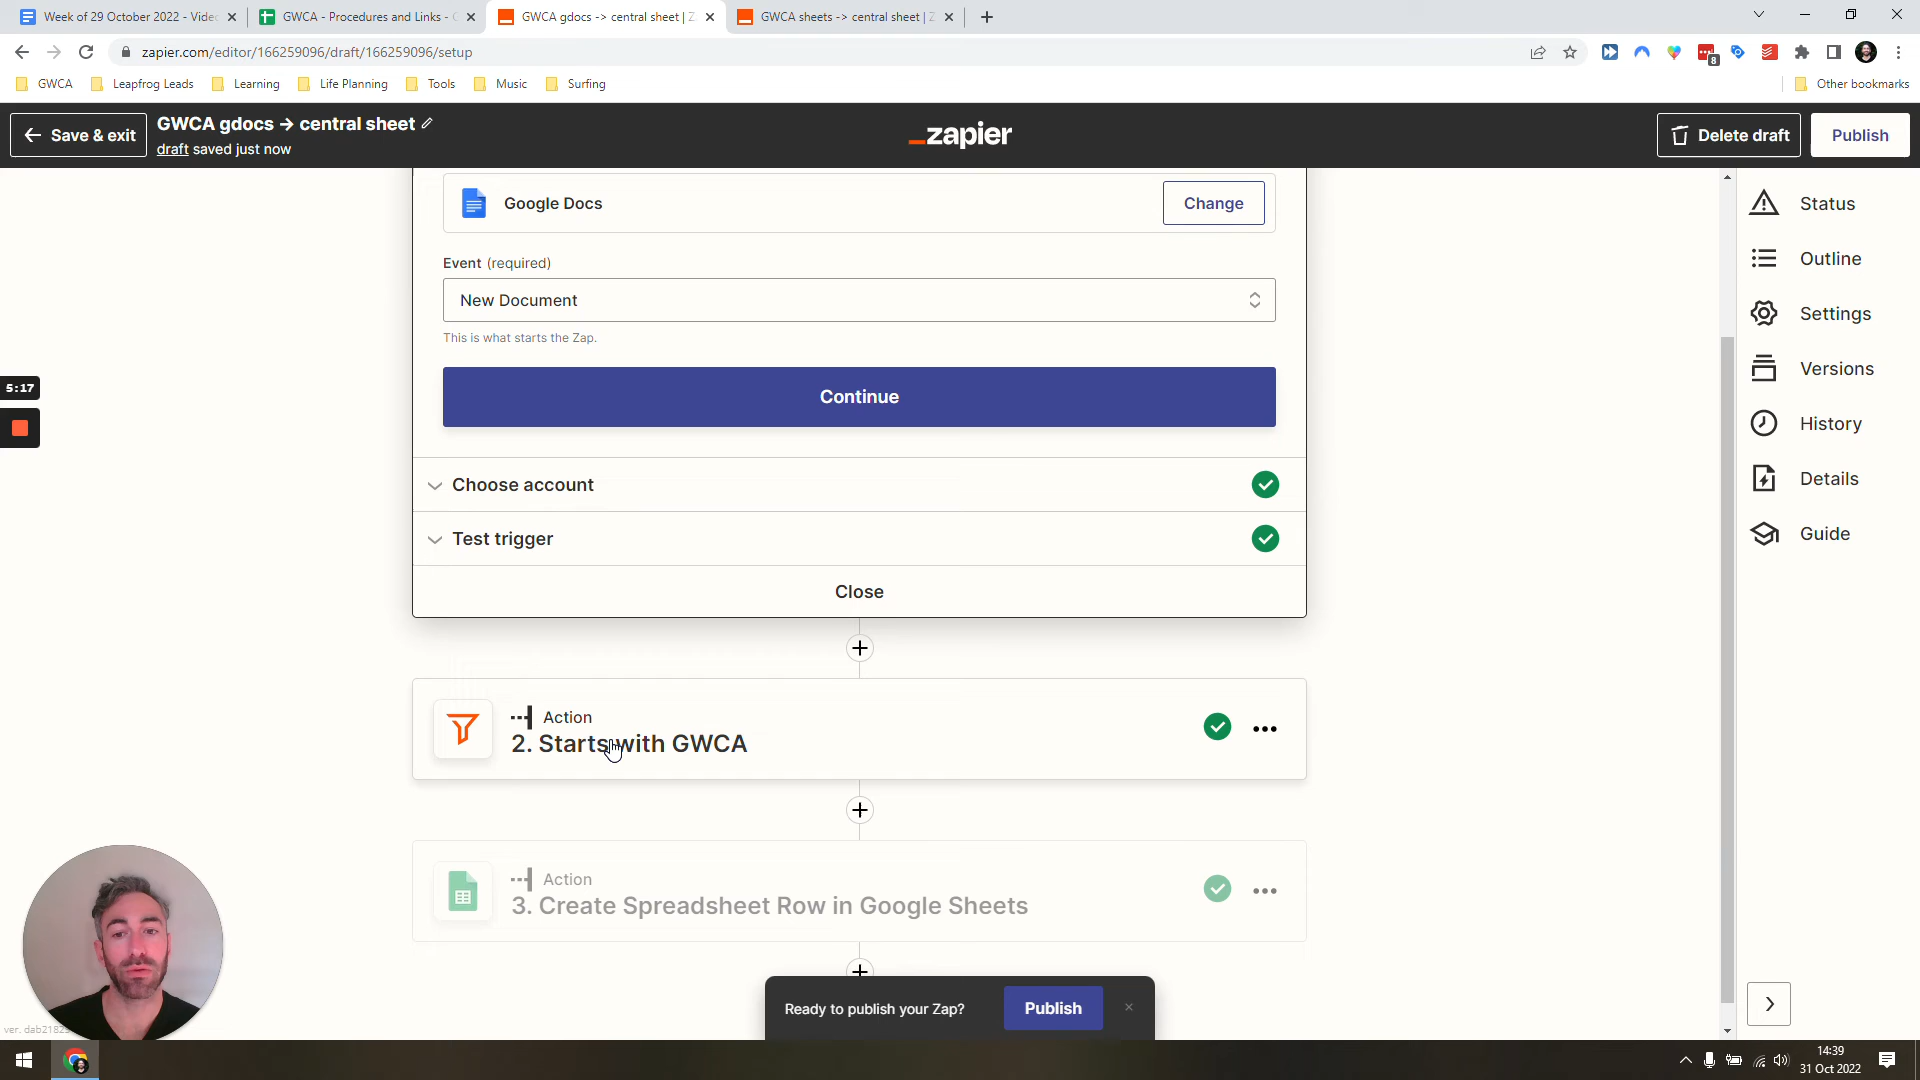 Week of 29 October 2022 - Vide
GWCA - Procedures and Links -
GWCA gdocs -> central sheet | Z
GWCA sheets -> central sheet | Z
zapier.com/editor/166259096/draft/166259096/setup
8
GWCA
Leapfrog Leads
Learning
Life Planning
Tools
Music
Surfing
Other bookmarks
Save & exit
GWCA gdocs → central sheet
draft saved just now
_zapier
Delete draft
Publish
Google Docs
Change
Event (required)
New Document
This is what starts the Zap.
Continue
Choose account
Test trigger
Close
Action
2. Starts with GWCA
Action
3. Create Spreadsheet Row in Google Sheets
Ready to publish your Zap?
Publish
Status
Outline
Settings
Versions
History
Details
Guide
5:17
14:39
31 Oct 2022